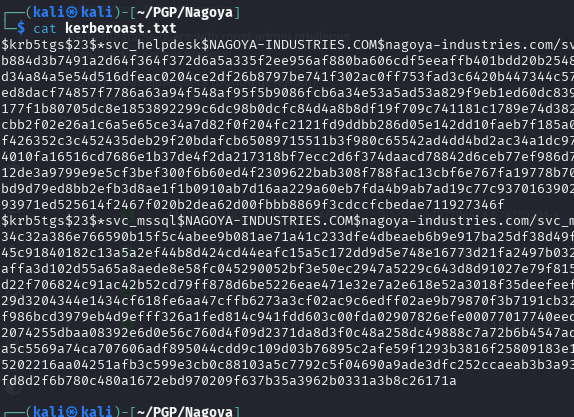 (kali㉿kali)-[~/PGP/Nagoya]
$ cat kerberoast.txt
$krb5tgs$23$*svc_helpdesk$NAGOYA-INDUSTRIES.COM$nagoya-industries.com/sv
b884d3b7491a2d64f364f372d6a5a335f2ee956af880ba606cdf5eeaffb401bdd20b2548
d34a84a5e54d516dfeac0204ce2df26b8797be741f302ac0ff753fad3c6420b447344c57
ed8dacf74857f7786a63a94f548af95f5b9086fcb6a34e53a5ad53a829f9eb1ed60dc839
177f1b80705dc8e1853892299c6dc98b0dcfc84d4a8b8df19f709c741181c1789e74d382
cbb2f02e26a1c6a5e65ce34a7d82f0f204fc2121fd9ddbb286d05e142dd10faeb7f185a0
f426352c3c452435deb29f20bdafcb65089715511b3f980c65542ad4dd4bd2ac34a1dc97
4010fa16516cd7686e1b37de4f2da217318bf7ecc2d6f374daacd78842d6ceb77ef986d7
12de3a9799e9e5cf3bef300f6b60ed4f2309622bab308f788fac13cbf6e767fa19778b70
bd9d79ed8bb2efb3d8ae1f1b0910ab7d16aa229a60eb7fda4b9ab7ad19c77c9370163902
93971ed525614f2467f020b2dea62d00fbbb8869f3cdccfcbedae711927346f
$krb5tgs$23$*svc_mssql$NAGOYA-INDUSTRIES.COM$nagoya-industries.com/svc_m
34c32a386e766590b15f5c4abee9b081ae71a41c233dfe4dbeaeb6b9e917ba25df38d49f
45c91840182c13a5a2ef44b8d424cd44eafc15a5c172dd9d5e748e16773d21fa2497b032
affa3d102d55a65a8aede8e58fc045290052bf3e50ec2947a5229c643d8d91027e79f815
d22f706824c91ac42b52cd79ff878d6be5226eae471e32e7a2e618e52a3018f35deefeef
29d3204344e1434cf618fe6aa47cffb6273a3cf02ac9c6edff02ae9b79870f3b7191cb32
f986bcd3979eb4d9efff326a1fed814c941fdd603c00fda02907826efe00077017740eec
2074255dbaa08392e6d0e56c760d4f09d2371da8d3f0c48a258dc49888c7a72b6b4547ad
a5c5569a74ca707606adf895044cdd9c109d03b76895c2afe59f1293b3816f25809183e1
5202216aa04251afb3c599e3cb0c88103a5c7792c5f04690a9ade3dfc252ccaeab3b3a93
fd8d2f6b780c480a1672ebd970209f637b35a3962b0331a3b8c26171a
(kali㉿kali)-[~/PGP/Nagoya]